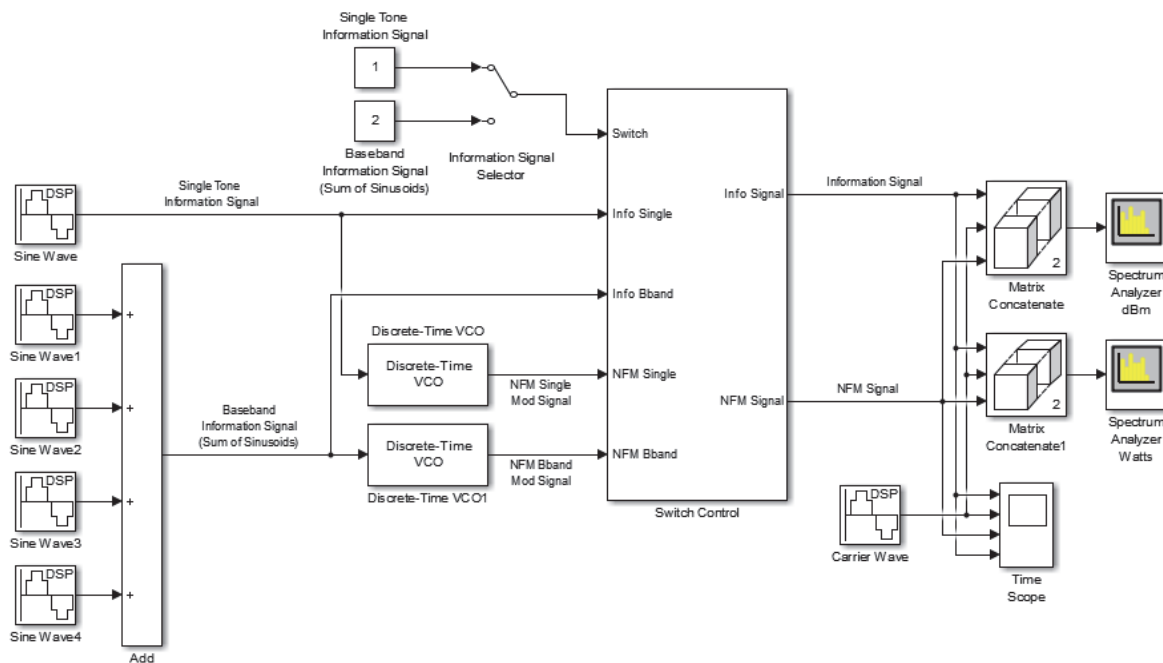 Single Tone
Information Signal
1
2
Baseband
Information Signal
(Sum of Sinusoids)
Information Signal
Selector
Single Tone
Information Signal
DSP
Sine Wave
DSP
Sine Wave1
DSP
Sine Wave2
DSP
Sine Wave3
DSP
Sine Wave4
+
+
+
+
Add
Baseband
Information Signal
(Sum of Sinusoids)
Discrete-Time VCO
Discrete-Time
VCO
NFM Single
Mod Signal
Discrete-Time
VCO
Discrete-Time VCO1
NFM Bband
Mod Signal
Switch
Info Single
Info Bband
NFM Single
NFM Bband
Info Signal
NFM Signal
Switch Control
Information Signal
NFM Signal
2
Matrix
Concatenate
Spectrum
Analyzer
dBm
2
Matrix
Concatenate1
Spectrum
Analyzer
Watts
DSP
Carrier Wave
Time
Scope